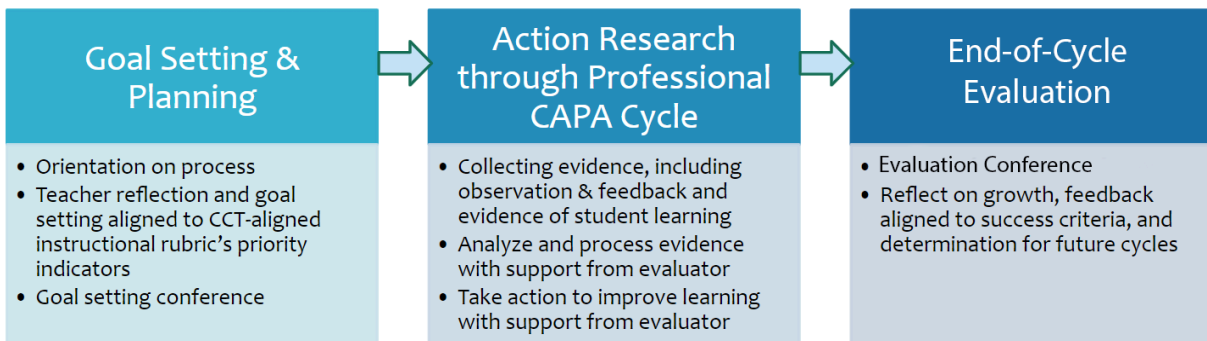 Goal Setting &
Planning
• Orientation on process
• Teacher reflection and goal
setting aligned to CCT-aligned
instructional rubric's priority
indicators
• Goal setting conference
Action Research
through Professional
CAPA Cycle
• Collecting evidence, including
observation & feedback and
evidence of student learning
• Analyze and process evidence
with support from evaluator
• Take action to improve learning
with support from evaluator
End-of-Cycle
Evaluation
• Evaluation Conference
• Reflect on growth, feedback
aligned to success criteria, and
determination for future cycles